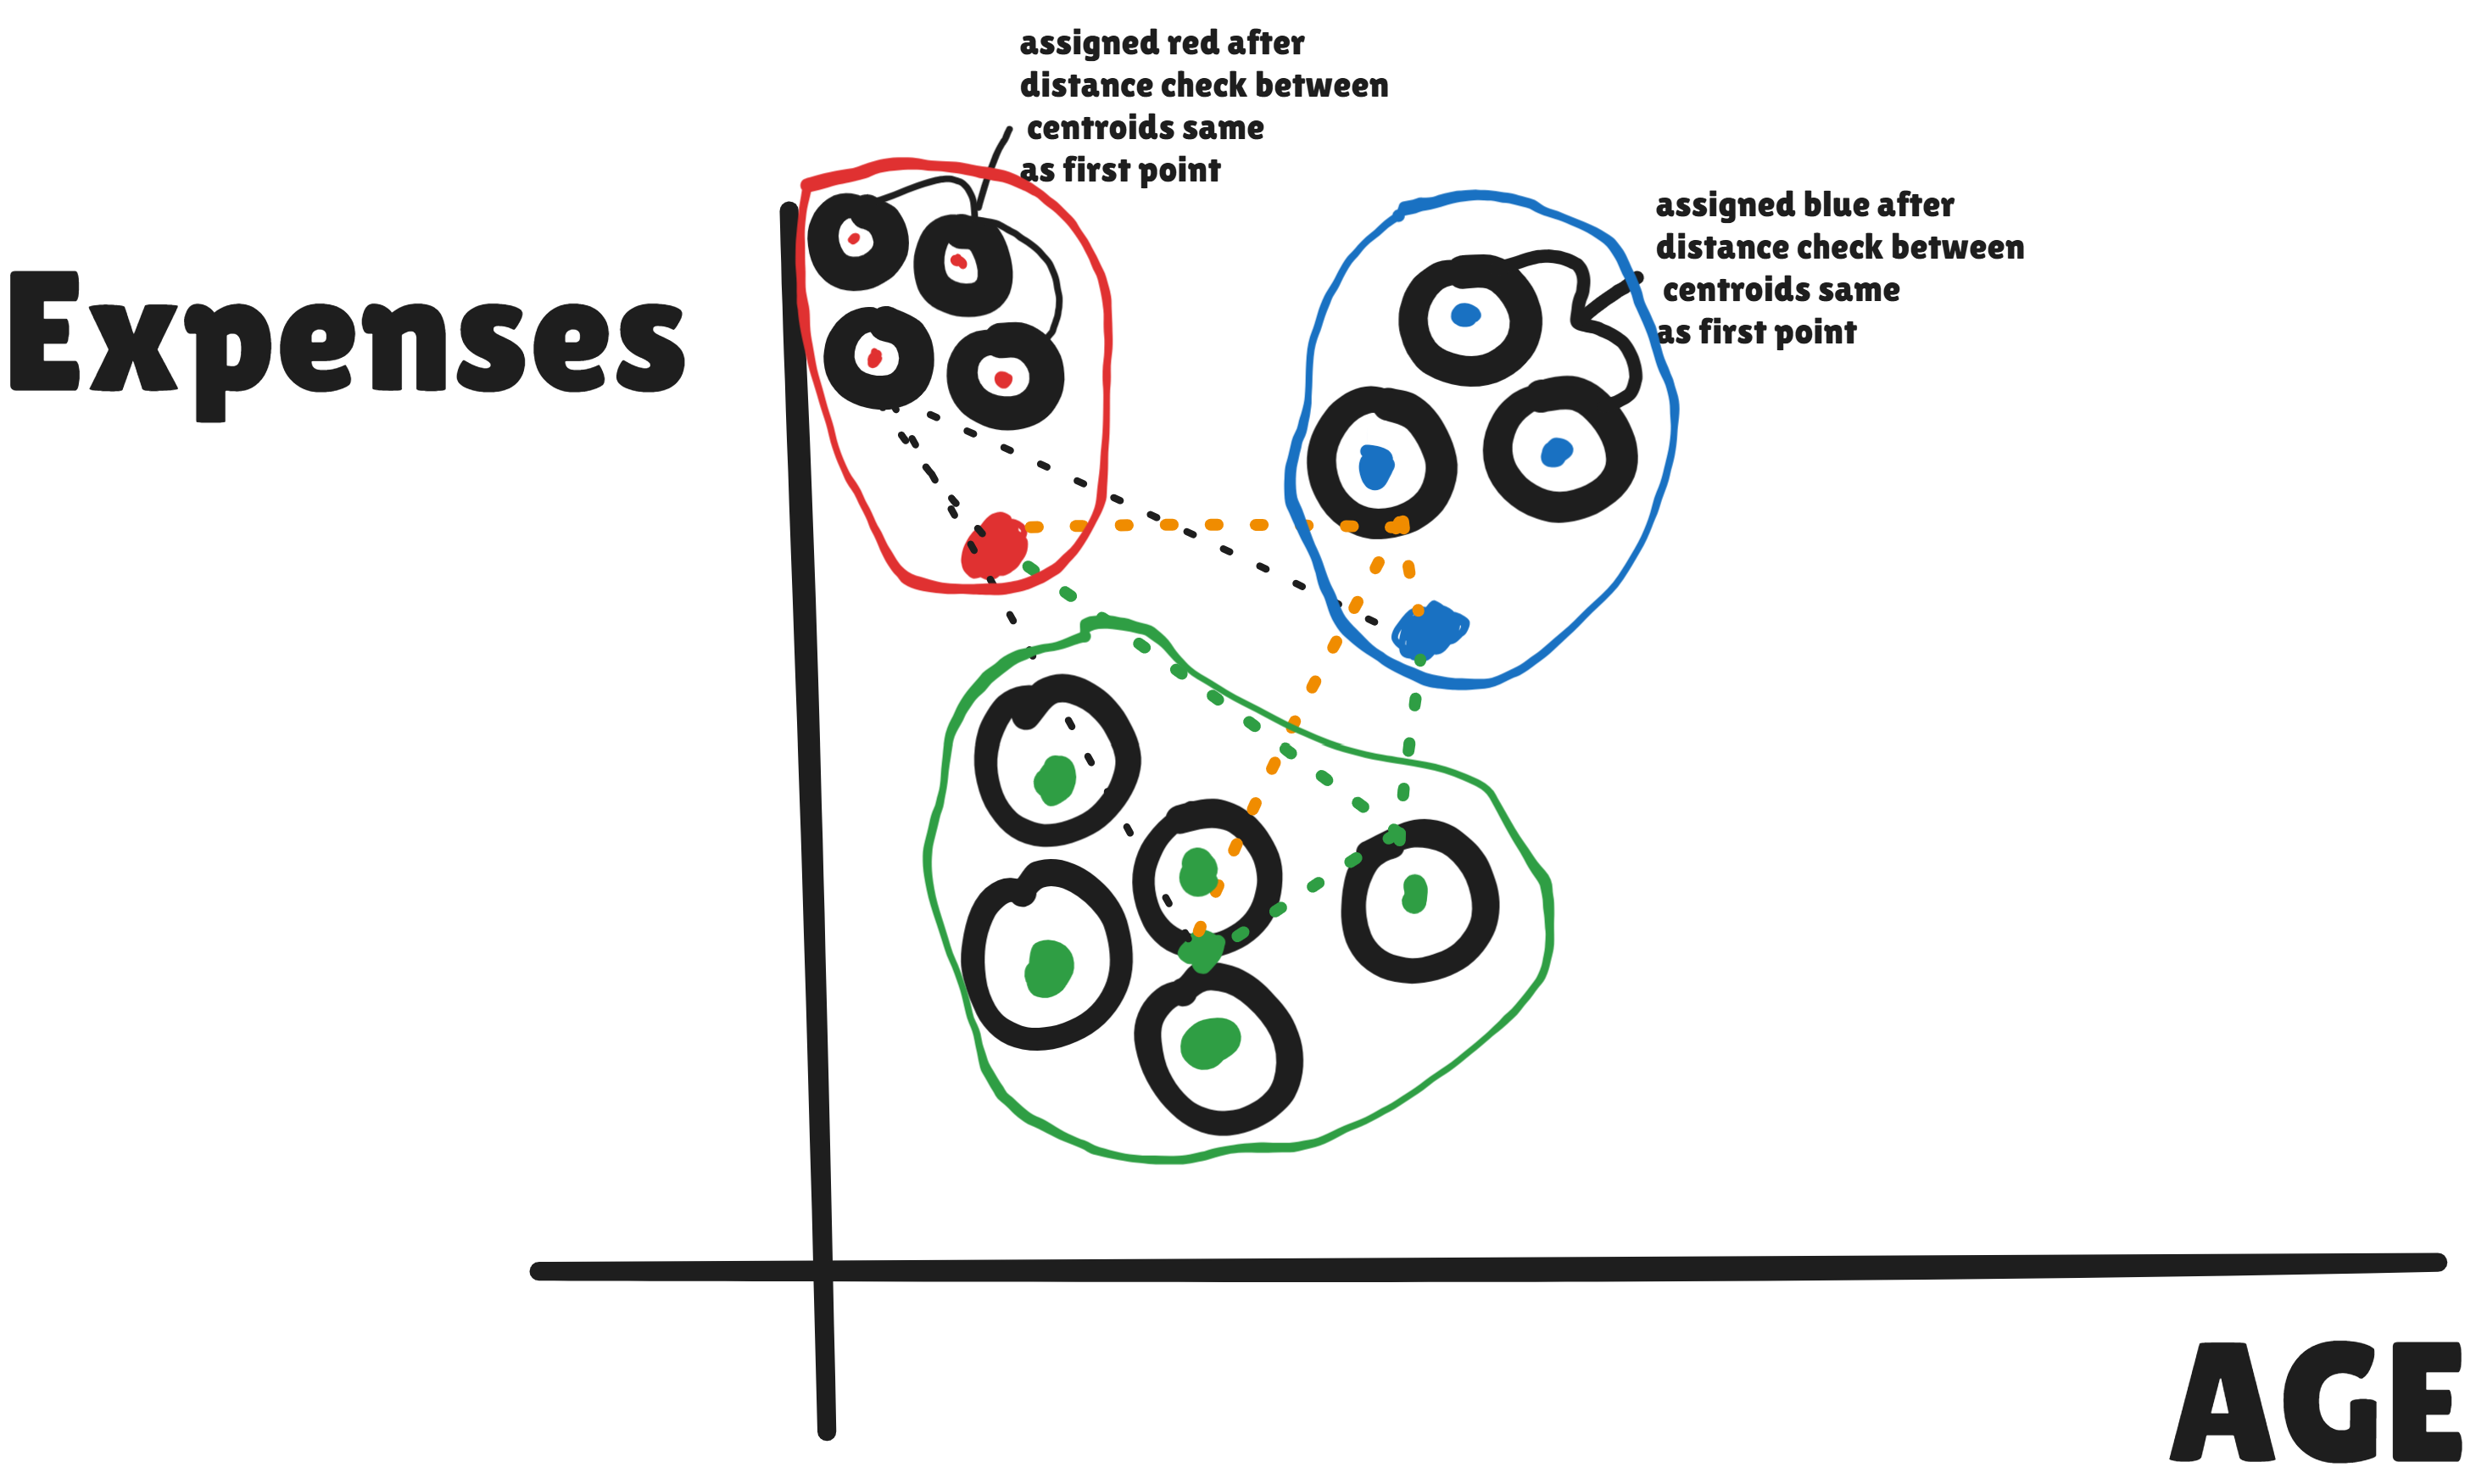 assigned red after
distance check between
centroids same
as first point
assigned blue after
distance check between
centroids same
as first point
Expenses
AGE